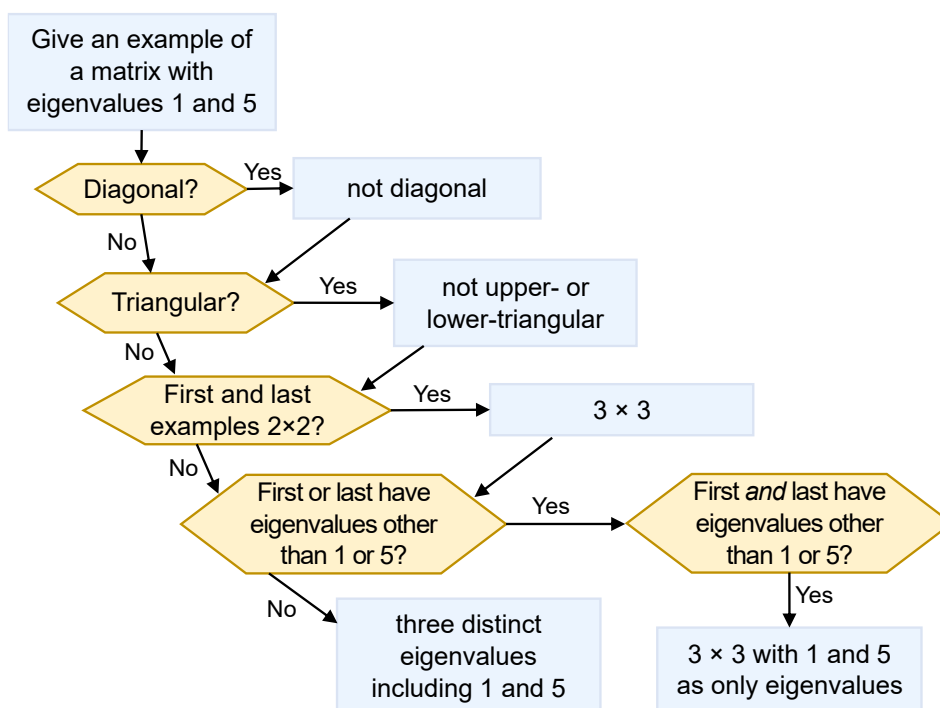 Give an example of
a matrix with
eigenvalues 1 and 5
Diagonal?
Yes
not diagonal
No
Triangular?
Yes
not upper- or
lower-triangular
No
First and last
examples 2×2?
Yes
3 × 3
No
First or last have
eigenvalues other
than 1 or 5?
Yes
First and last have
eigenvalues other
than 1 or 5?
No
three distinct
eigenvalues
including 1 and 5
Yes
3 × 3 with 1 and 5
as only eigenvalues